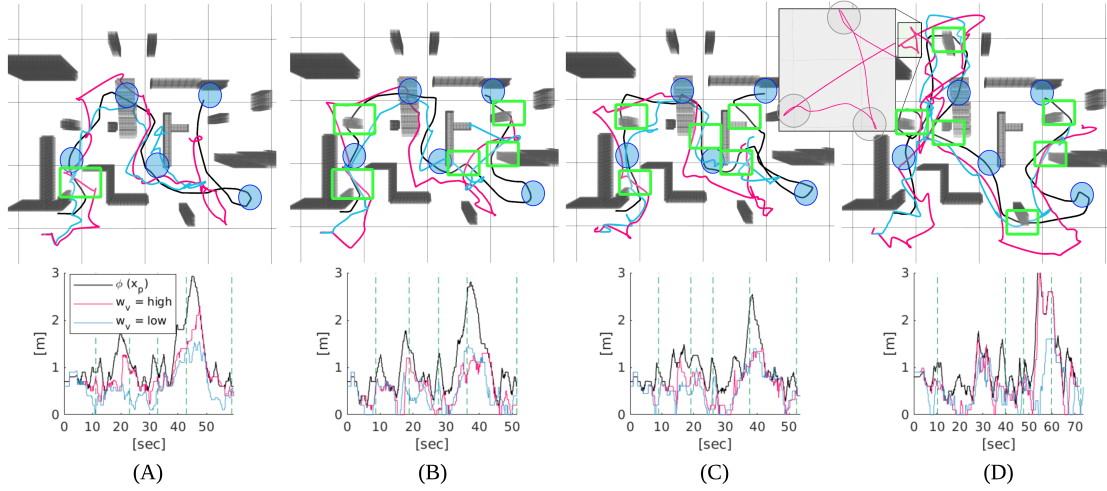 3
2
1
0
[m]
ϕ (x_p)
w_v = high
w_v = low
0 10 20 30 40 50
[sec]
(A)
3
2
1
0
[m]
0 10 20 30 40 50
[sec]
(B)
3
2
1
0
[m]
0 10 20 30 40 50
[sec]
(C)
3
2
1
0
[m]
0 10 20 30 40 50 60 70
[sec]
(D)